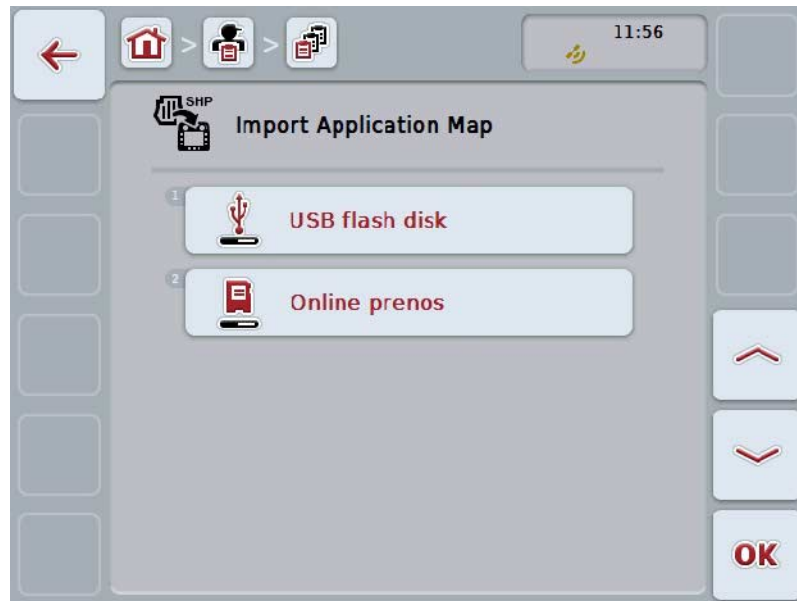 11:56
SHP
Import Application Map
1
USB flash disk
2
Online prenos
OK